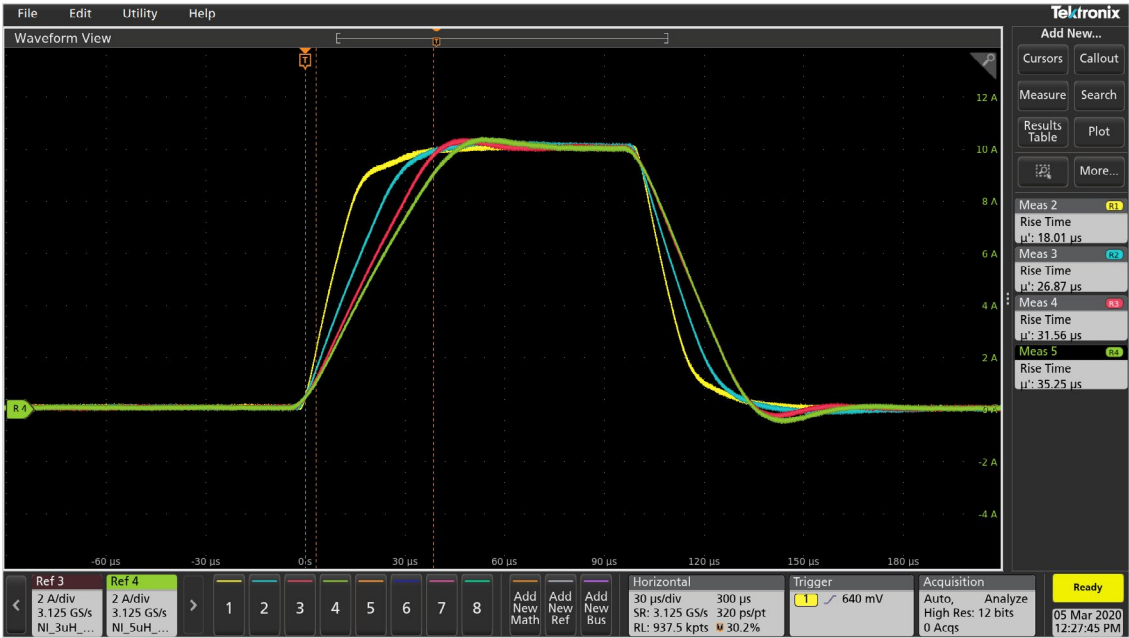 File Edit Utility Help
Tektronix
Waveform View
Add New...
T
T
Cursors Callout
Measure Search
Results Table Plot
More...
12 A
10 A
8 A
6 A
4 A
2 A
-2 A
-4 A
R 4
Meas 2 R1
Rise Time
µ': 18.01 µs
Meas 3 R2
Rise Time
µ': 26.87 µs
Meas 4 R3
Rise Time
µ': 31.56 µs
Meas 5 R4
Rise Time
µ': 35.25 µs
-60 µs -30 µs 0 s 30 µs 60 µs 90 µs 120 µs 150 µs 180 µs
Ref 3
2 A/div
3.125 GS/s
NI_3uH_...
Ref 4
2 A/div
3.125 GS/s
NI_5uH_...
1 2 3 4 5 6 7 8
Add New Math
Add New Ref
Add New Bus
Horizontal
30 µs/div 300 µs
SR: 3.125 GS/s 320 ps/pt
RL: 937.5 kpts 30.2%
Trigger
1 640 mV
Acquisition
Auto, Analyze
High Res: 12 bits
0 Acqs
Ready
05 Mar 2020
12:27:45 PM